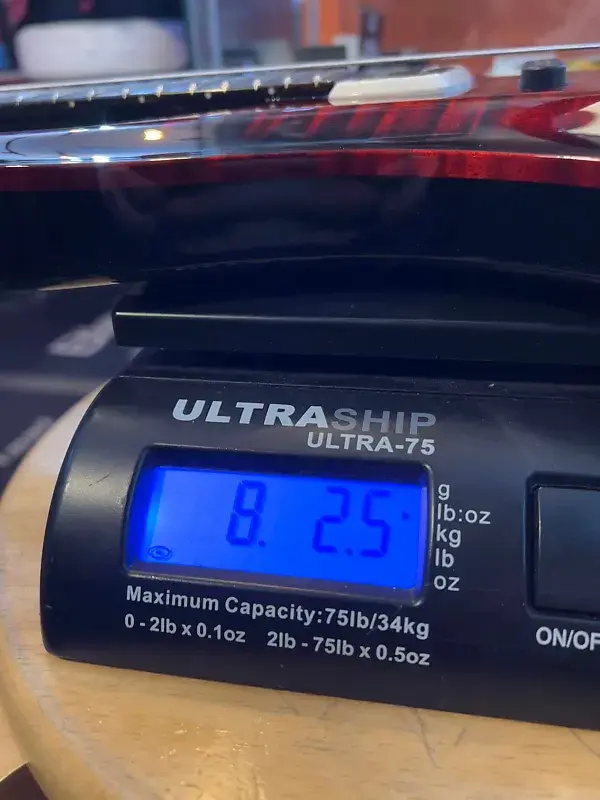 ULTRASHIP
ULTRA-75
8. 2.5
g
lb:oz
kg
lb
oz
Maximum Capacity:75lb/34kg
0 - 2lb x 0.1oz 2lb - 75lb x 0.5oz
ON/OF